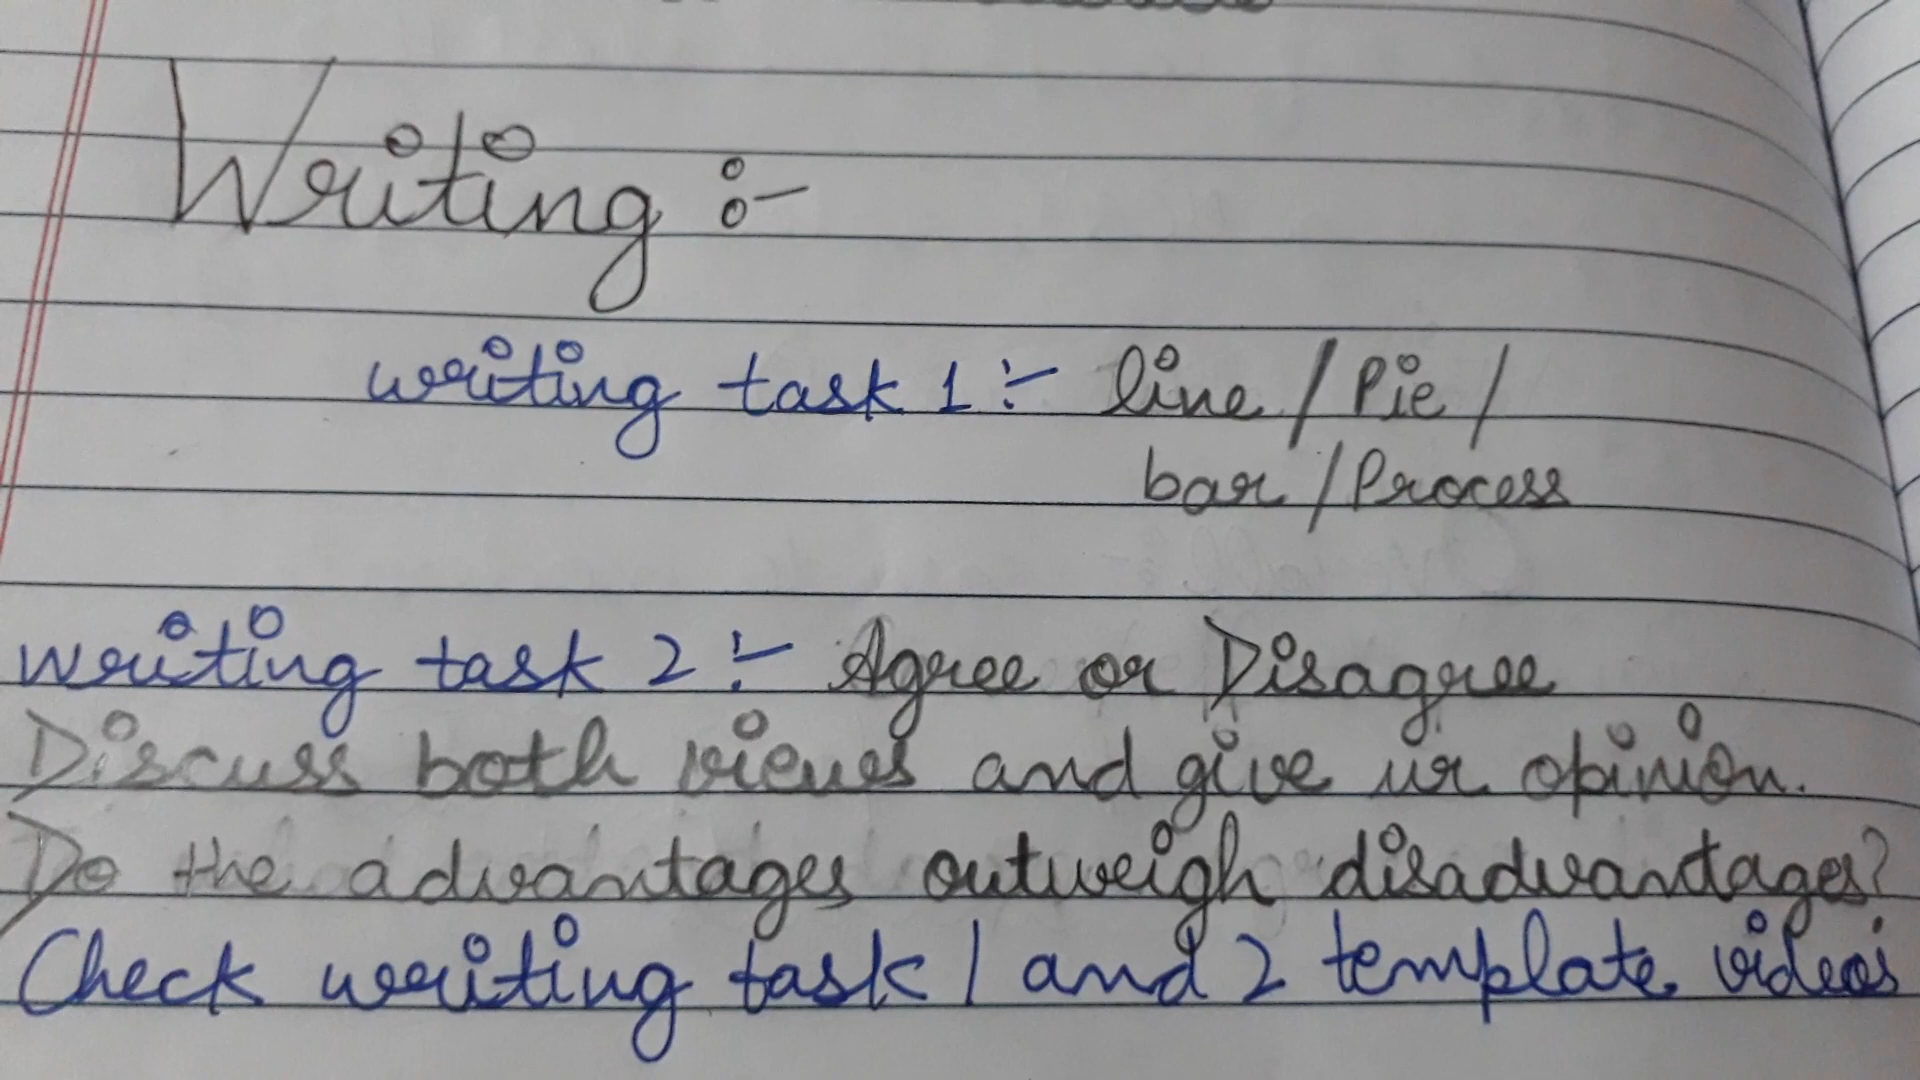 Writing :-
writing task 1 :- line / Pie /
bar / Process
writing task 2 :- Agree or Disagree
Discuss both views and give ur opinion.
Do the advantages outweigh disadvantages?
Check writing task 1 and 2 template videos